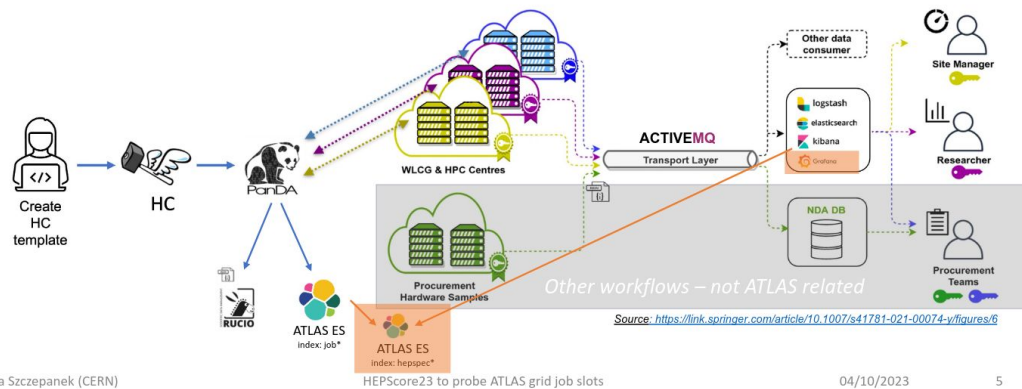 Create
HC
template
HC
PanDA
RUCIO
ATLAS ES
index: job*
ATLAS ES
index: hepspec*
WLCG & HPC Centres
Procurement
Hardware Samples
ACTIVEMQ
Transport Layer
Other data
consumer
logstash
elasticsearch
kibana
Grafana
NDA DB
Site Manager
Researcher
Procurement
Teams
Other workflows – not ATLAS related
Source: https://link.springer.com/article/10.1007/s41781-021-00074-y/figures/6
a Szczepanek (CERN)
HEPScore23 to probe ATLAS grid job slots
04/10/2023
5